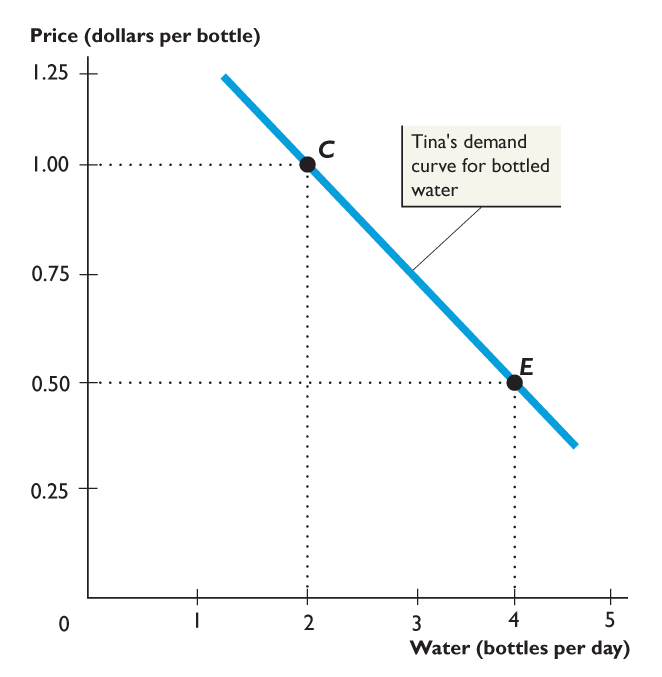 Price (dollars per bottle)
1.25
C
1.00
Tina's demand
curve for bottled
water
0.75
E
0.50
0.25
0
1
2
3
4
5
Water (bottles per day)